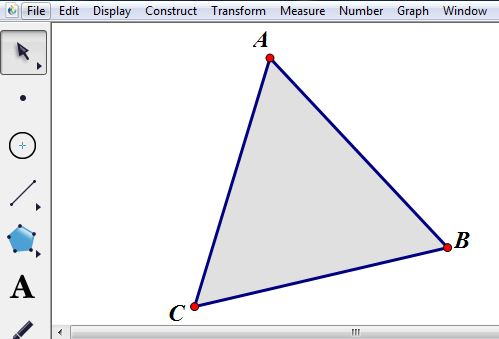 File Edit Display Construct Transform Measure Number Graph Window
A
B
C
A